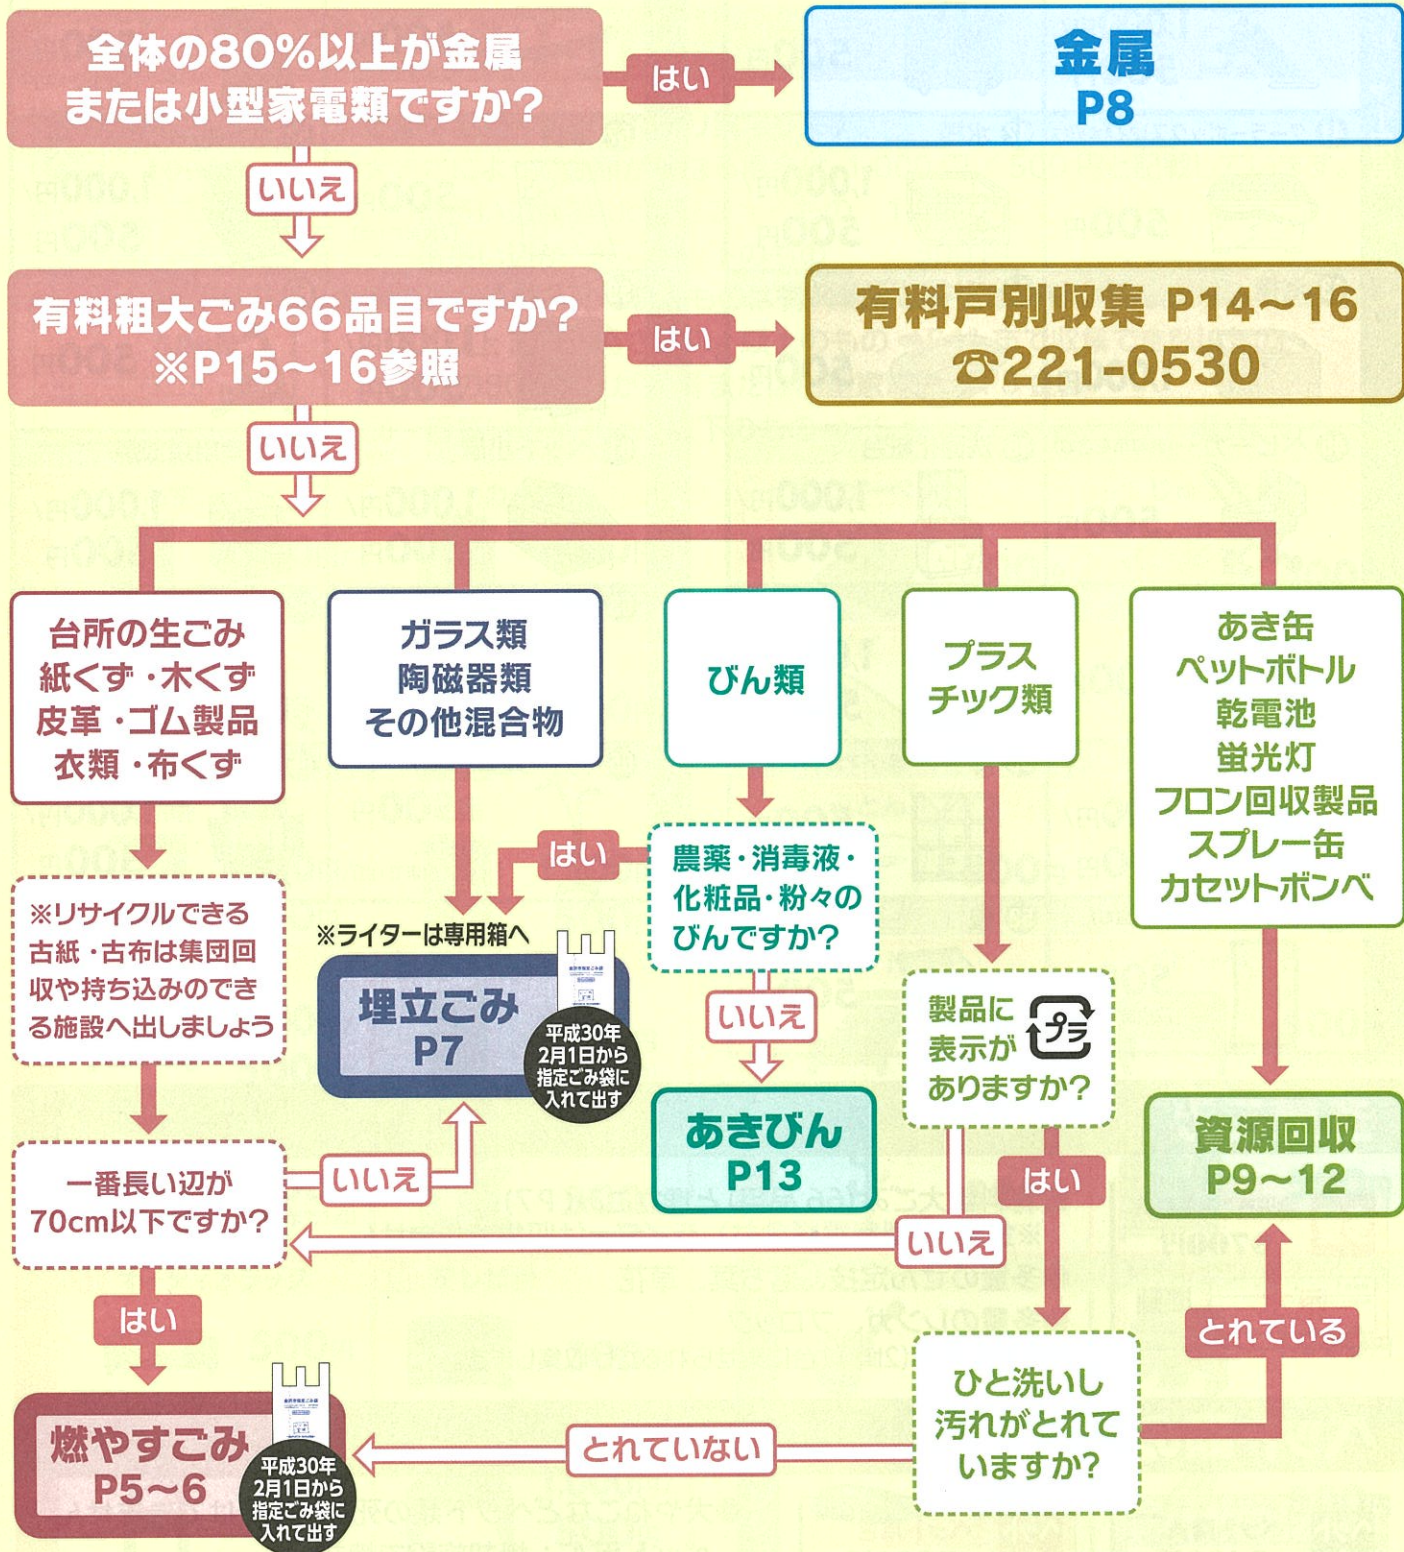 全体の80%以上が金属
または小型家電類ですか?
はい
金属
P8
いいえ
有料粗大ごみ66品目ですか?
※P15～16参照
はい
有料戸別収集 P14～16
☎221-0530
いいえ
台所の生ごみ
紙くず・木くず
皮革・ゴム製品
衣類・布くず
ガラス類
陶磁器類
その他混合物
びん類
プラス
チック類
あき缶
ペットボトル
乾電池
蛍光灯
フロン回収製品
スプレー缶
カセットボンベ
※リサイクルできる
古紙・古布は集団回
収や持ち込みのでき
る施設へ出しましょう
はい
農薬・消毒液・
化粧品・粉々の
びんですか?
※ライターは専用箱へ
埋立ごみ
P7
平成30年
2月1日から
指定ごみ袋に
入れて出す
いいえ
あきびん
P13
製品に
表示が
ありますか?
プラ
資源回収
P9～12
一番長い辺が
70cm以下ですか?
いいえ
はい
いいえ
はい
とれている
ひと洗いし
汚れがとれて
いますか?
とれていない
燃やすごみ
P5～6
平成30年
2月1日から
指定ごみ袋に
入れて出す